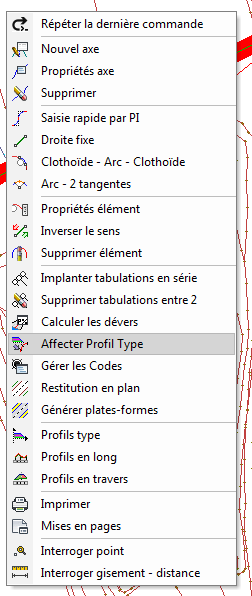 Répéter la dernière commande
Nouvel axe
Propriétés axe
Supprimer
Saisie rapide par PI
Droite fixe
Clothoïde - Arc - Clothoïde
Arc - 2 tangentes
Propriétés élément
Inverser le sens
Supprimer élément
Implanter tabulations en série
Supprimer tabulations entre 2
Calculer les dévers
Affecter Profil Type
Gérer les Codes
Restitution en plan
Générer plates-formes
Profils type
Profils en long
Profils en travers
Imprimer
Mises en pages
Interroger point
Interroger gisement - distance